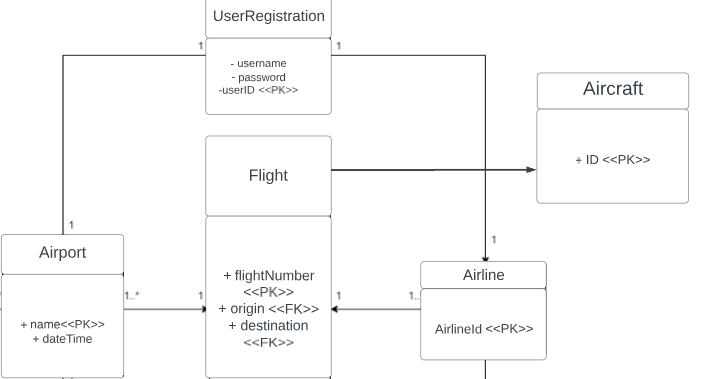 UserRegistration
1
1
- username
- password
-userID <<PK>>
Aircraft
+ ID <<PK>>
Flight
1
1
Airport
Airline
1..*
1
1
1..
+ flightNumber
<<PK>>
+ origin <<FK>>
+ destination
<<FK>>
+ name<<PK>>
+ dateTime
AirlineId <<PK>>